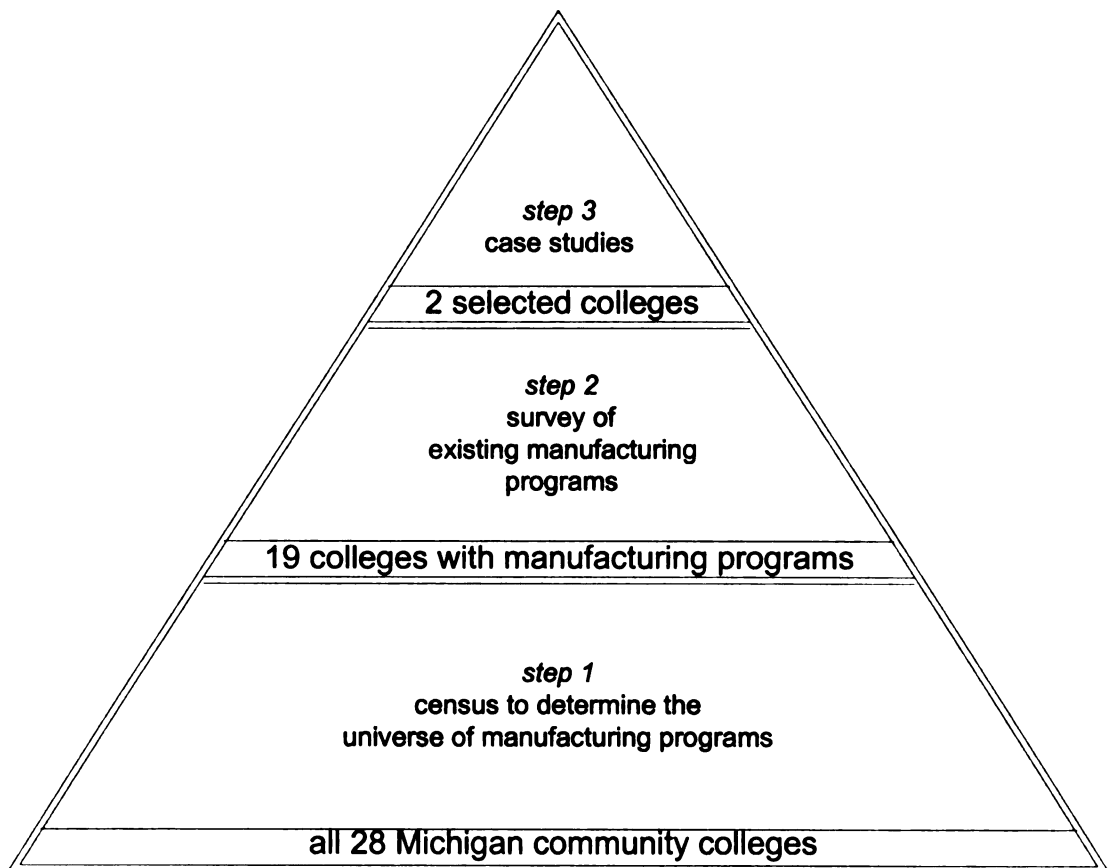 step 3
case studies
2 selected colleges
step 2
survey of
existing manufacturing
programs
19 colleges with manufacturing programs
step 1
census to determine the
universe of manufacturing programs
all 28 Michigan community colleges